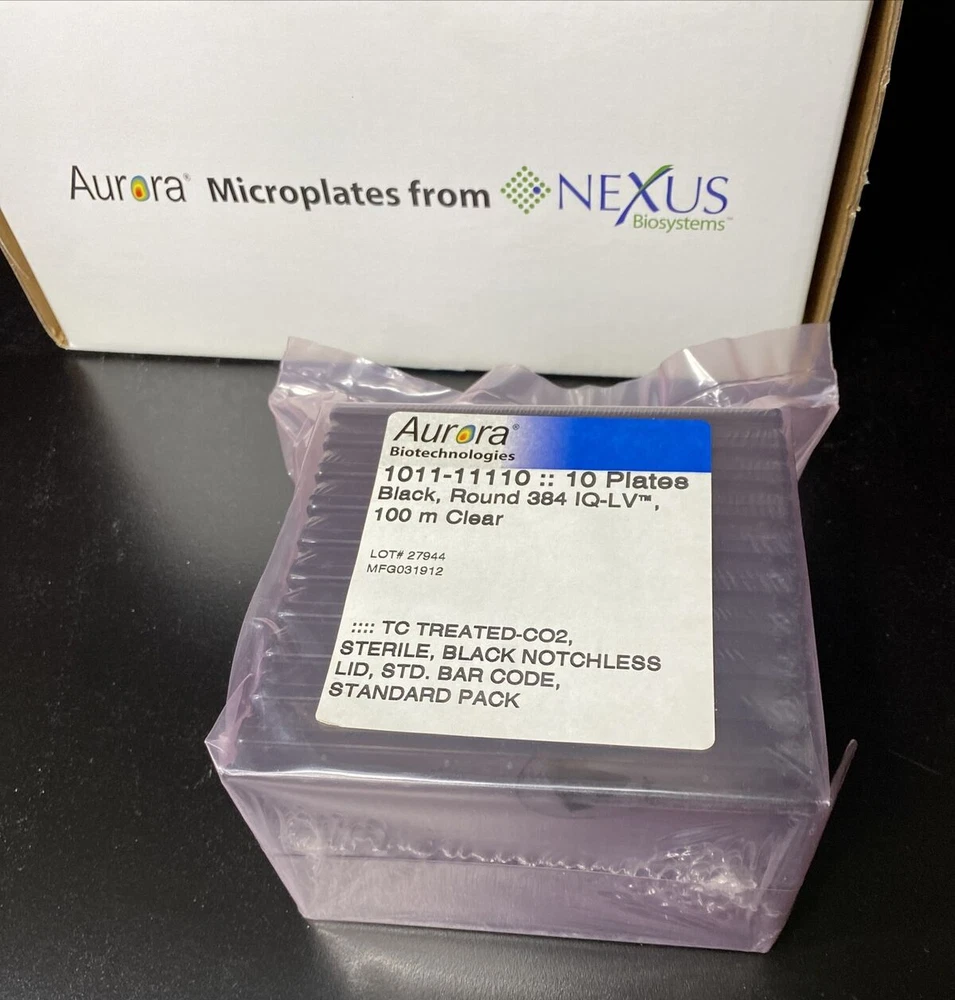 Aurora® Microplates from NEXUS
Biosystems™
Aurora®
Biotechnologies
1011-11110 :: 10 Plates
Black, Round 384 IQ-LV™,
100 m Clear
LOT# 27944
MFG031912
:::: TC TREATED-CO2,
STERILE, BLACK NOTCHLESS
LID, STD. BAR CODE,
STANDARD PACK